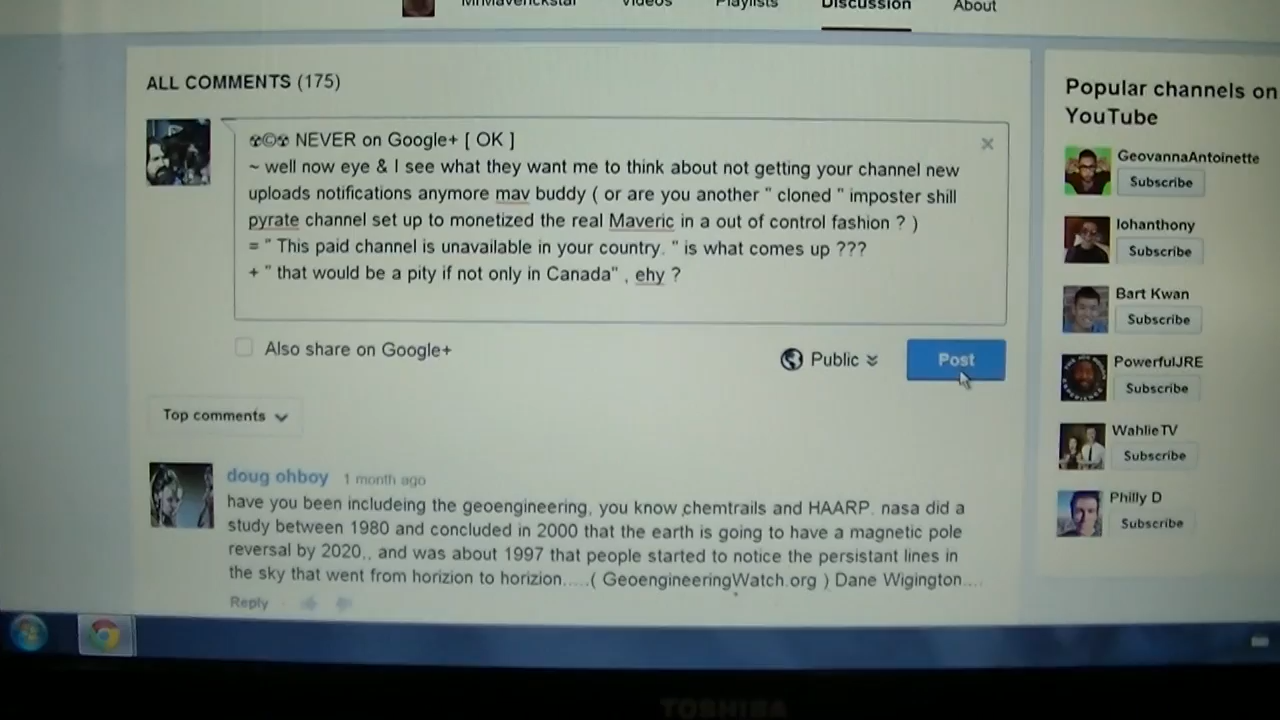 MrMaverickstar Videos Playlists Discussion About
ALL COMMENTS (175)
☢©☢ NEVER on Google+ [ OK ]
~ well now eye & I see what they want me to think about not getting your channel new
uploads notifications anymore mav buddy ( or are you another " cloned " imposter shill
pyrate channel set up to monetized the real Maveric in a out of control fashion ? )
= " This paid channel is unavailable in your country. " is what comes up ???
+ " that would be a pity if not only in Canada" , ehy ?
Also share on Google+
Public
Post
Top comments
doug ohboy 1 month ago
have you been includeing the geoengineering, you know chemtrails and HAARP. nasa did a
study between 1980 and concluded in 2000 that the earth is going to have a magnetic pole
reversal by 2020., and was about 1997 that people started to notice the persistant lines in
the sky that went from horizion to horizion.....( GeoengineeringWatch.org ) Dane Wigington....
Reply
Popular channels on
YouTube
GeovannaAntoinette
Subscribe
lohanthony
Subscribe
Bart Kwan
Subscribe
PowerfulJRE
Subscribe
WahlieTV
Subscribe
Philly D
Subscribe
TOSHIBA